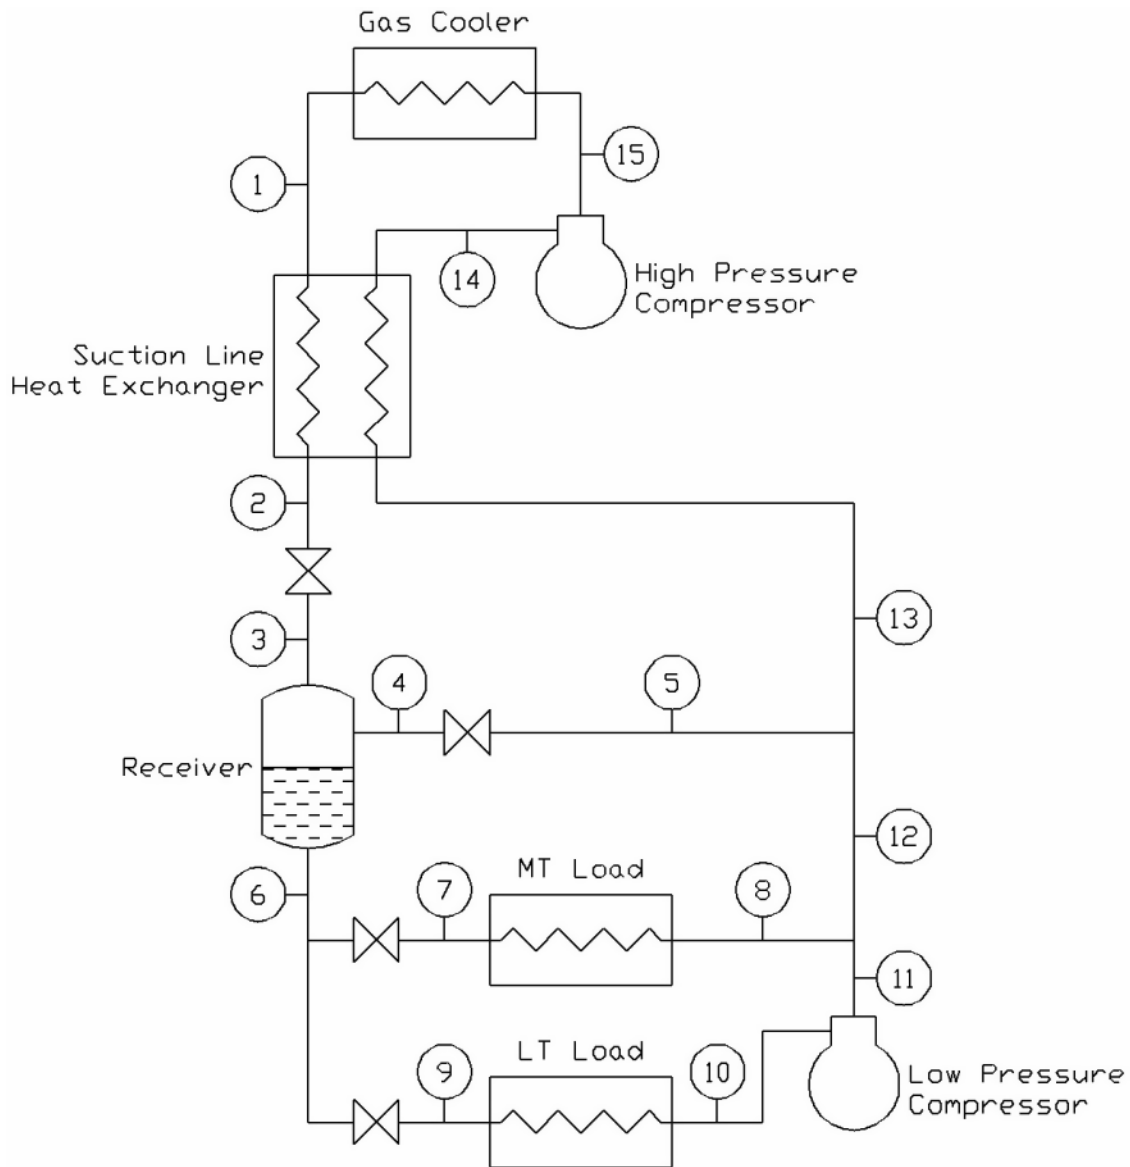 Gas Cooler
15
1
14
High Pressure
Compressor
Suction Line
Heat Exchanger
2
13
3
4
5
Receiver
12
MT Load
6
7
8
11
LT Load
9
10
Low Pressure
Compressor